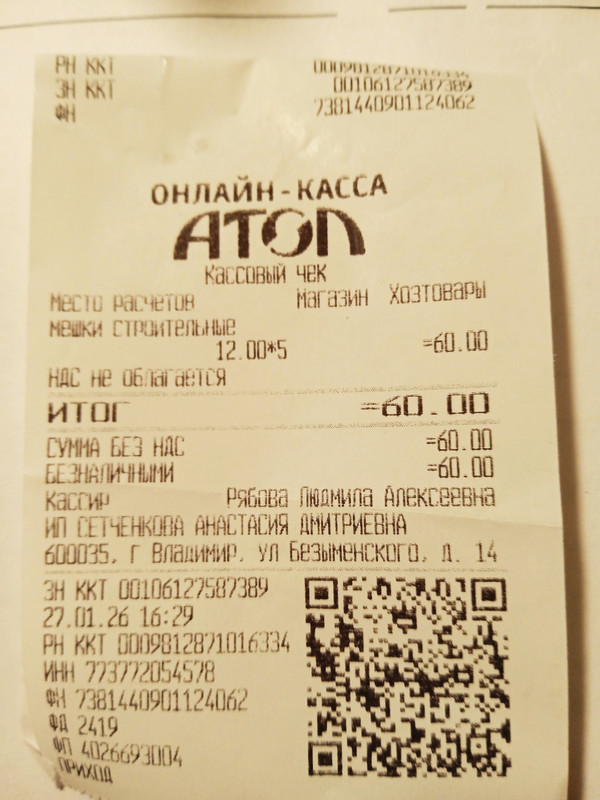 РН ККТ 0009812871016334
ЗН ККТ 00106127587389
ФН 7381440901124062
ОНЛАЙН-КАССА
АТОЛ
Кассовый чек
Место расчетов Магазин Хозтовары
мешки строительные
12.00*5 =60.00
НДС не облагается
ИТОГ =60.00
СУММА БЕЗ НДС =60.00
БЕЗНАЛИЧНЫМИ =60.00
Кассир Рябова Людмила Алексеевна
ИП СЕТЧЕНКОВА АНАСТАСИЯ ДМИТРИЕВНА
600035, г Владимир, ул Безыменского, д. 14
ЗН ККТ 00106127587389
27.01.26 16:29
РН ККТ 0009812871016334
ИНН 773772054578
ФН 7381440901124062
ФД 2419
ФП 4026693004
ПРИХОД